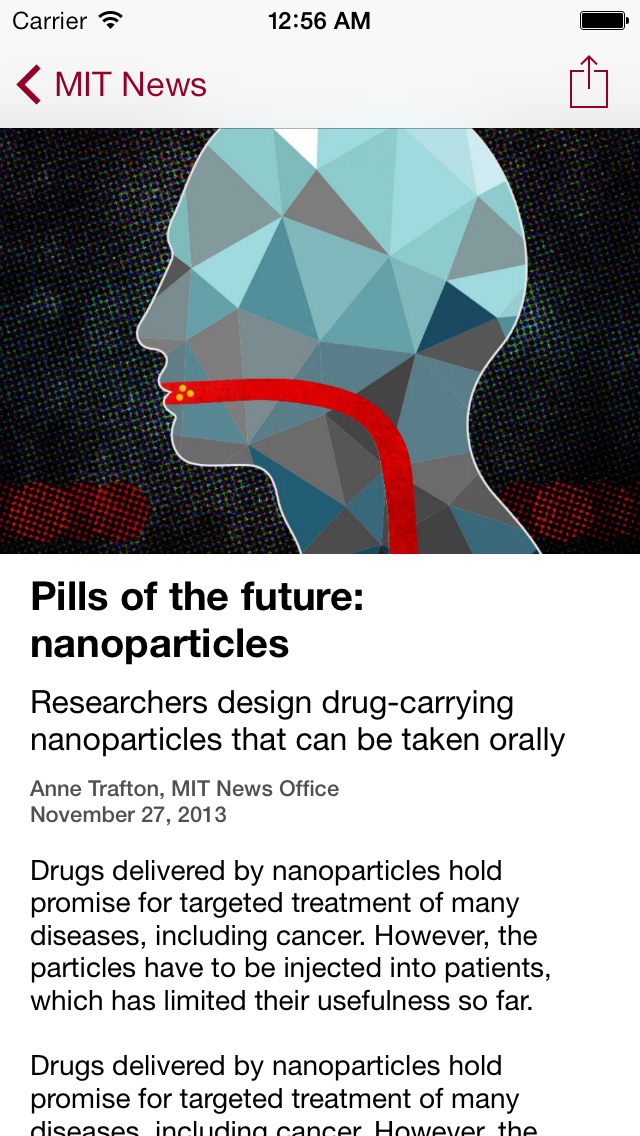 Carrier 12:56 AM
MIT News
Pills of the future:
nanoparticles
Researchers design drug-carrying
nanoparticles that can be taken orally
Anne Trafton, MIT News Office
November 27, 2013
Drugs delivered by nanoparticles hold
promise for targeted treatment of many
diseases, including cancer. However, the
particles have to be injected into patients,
which has limited their usefulness so far.
Drugs delivered by nanoparticles hold
promise for targeted treatment of many
diseases, including cancer. However, the